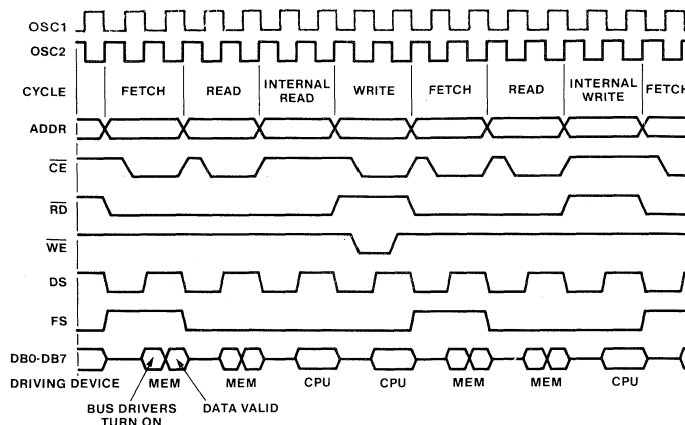 OSC1
OSC2
CYCLE FETCH READ INTERNAL READ WRITE FETCH READ INTERNAL WRITE FETCH
ADDR
CE
RD
WE
DS
FS
DB0-DB7
DRIVING DEVICE MEM MEM CPU CPU MEM MEM CPU
BUS DRIVERS TURN ON DATA VALID